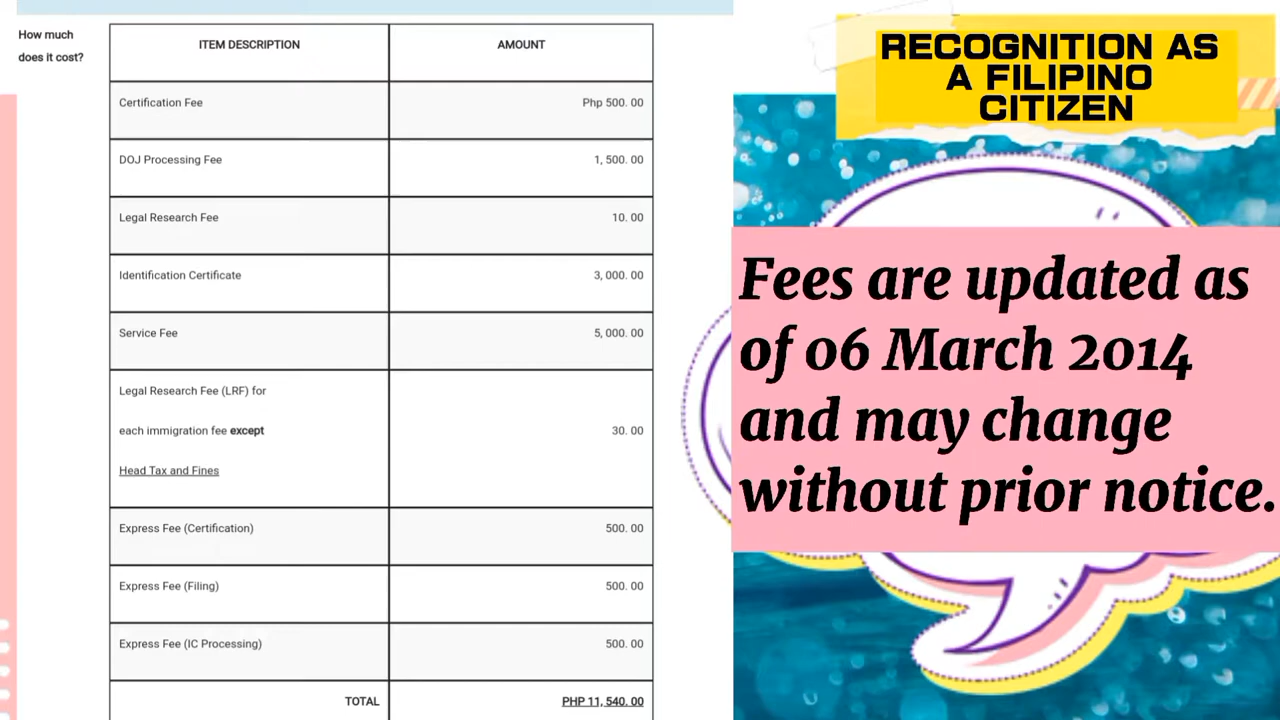 How much
does it cost?
ITEM DESCRIPTION AMOUNT
Certification Fee Php 500. 00
DOJ Processing Fee 1, 500. 00
Legal Research Fee 10. 00
Identification Certificate 3, 000. 00
Service Fee 5, 000. 00
Legal Research Fee (LRF) for
each immigration fee except 30. 00
Head Tax and Fines
Express Fee (Certification) 500. 00
Express Fee (Filing) 500. 00
Express Fee (IC Processing) 500. 00
TOTAL PHP 11, 540. 00
RECOGNITION AS
A FILIPINO
CITIZEN
Fees are updated as
of 06 March 2014
and may change
without prior notice.